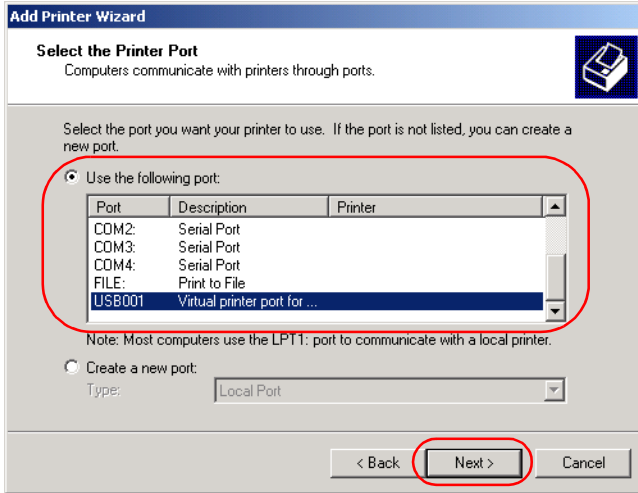 Add Printer Wizard
Select the Printer Port
Computers communicate with printers through ports.
Select the port you want your printer to use. If the port is not listed, you can create a
new port.
Use the following port:
Port Description Printer
COM2: Serial Port
COM3: Serial Port
COM4: Serial Port
FILE: Print to File
USB001 Virtual printer port for ...
Note: Most computers use the LPT1: port to communicate with a local printer.
Create a new port:
Type: Local Port
< Back Next > Cancel